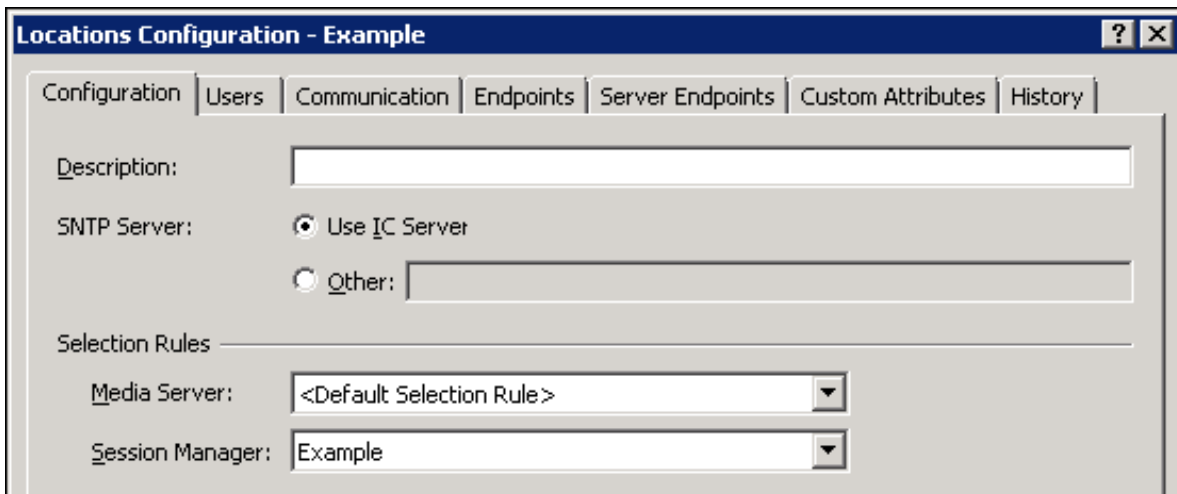 Locations Configuration - Example
Configuration Users Communication Endpoints Server Endpoints Custom Attributes History
Description:
SNTP Server: Use IC Server
Other:
Selection Rules
Media Server: <Default Selection Rule>
Session Manager: Example